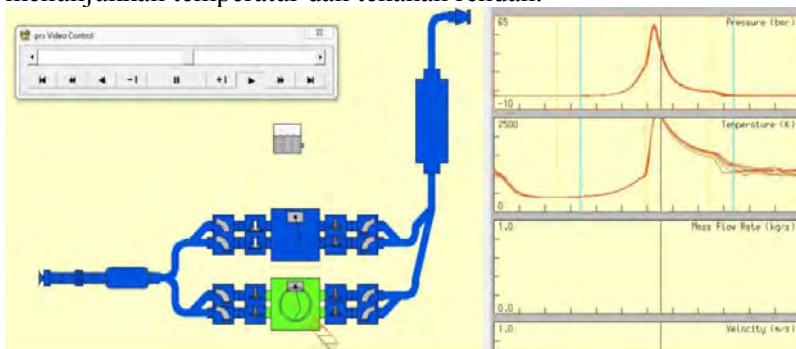 menunjukkan temperatur dan tekanan rendah.
prs Video Control
-1
+1
65
Pressure (bar)
-10
2500
Temperature (K)
0
1.0
Mass Flow Rate (kg/s)
0.0
1.0
Velocity (m/s)